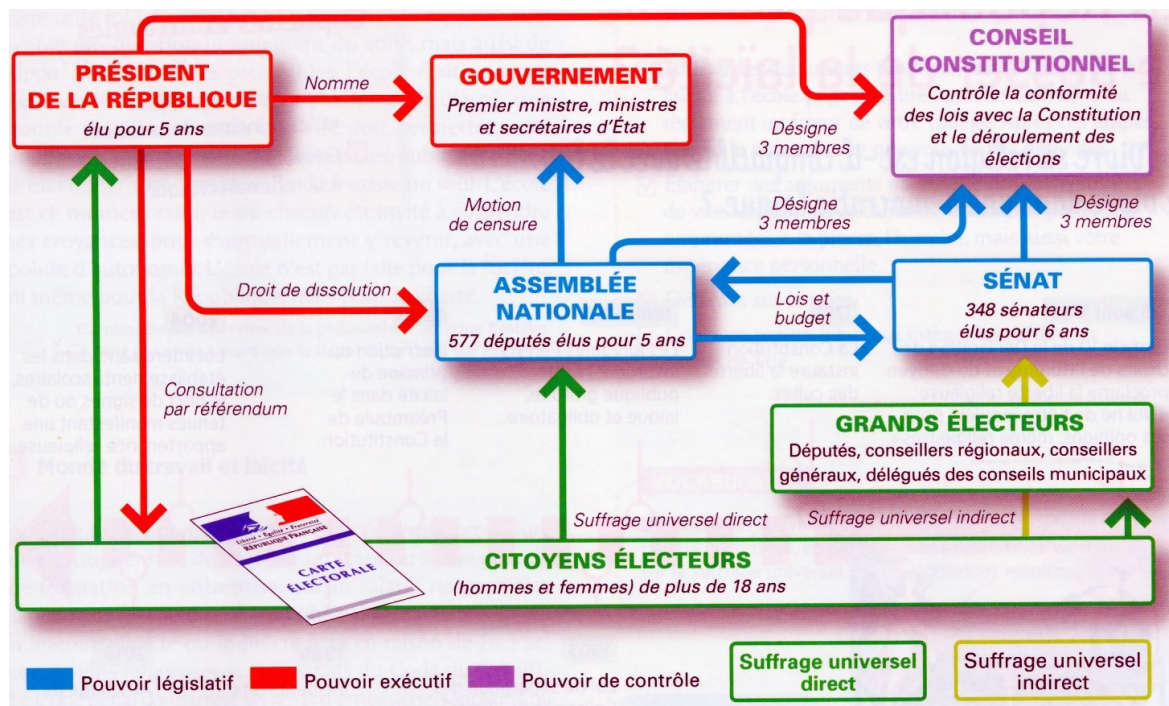 PRÉSIDENT
DE LA RÉPUBLIQUE
élu pour 5 ans
Nomme
GOUVERNEMENT
Premier ministre, ministres
et secrétaires d'État
Désigne
3 membres
CONSEIL
CONSTITUTIONNEL
Contrôle la conformité
des lois avec la Constitution
et le déroulement des
élections
Motion
de censure
Désigne
3 membres
Désigne
3 membres
Droit de dissolution
ASSEMBLÉE
NATIONALE
577 députés élus pour 5 ans
Lois et
budget
SÉNAT
348 sénateurs
élus pour 6 ans
Consultation
par référendum
GRANDS ÉLECTEURS
Députés, conseillers régionaux, conseillers
généraux, délégués des conseils municipaux
Suffrage universel direct
Suffrage universel indirect
Liberté • Égalité • Fraternité
RÉPUBLIQUE FRANÇAISE
CARTE
ÉLECTORALE
CITOYENS ÉLECTEURS
(hommes et femmes) de plus de 18 ans
Pouvoir législatif
Pouvoir exécutif
Pouvoir de contrôle
Suffrage universel
direct
Suffrage universel
indirect